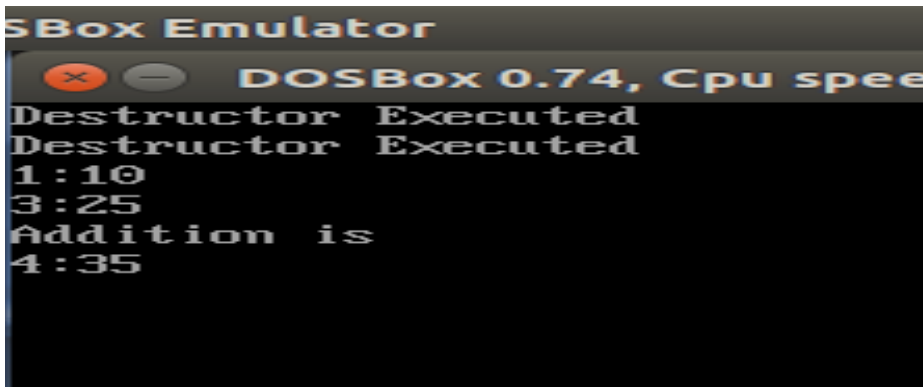 SBox Emulator
DOSBox 0.74, Cpu spee
Destructor Executed
Destructor Executed
1:10
3:25
Addition is
4:35